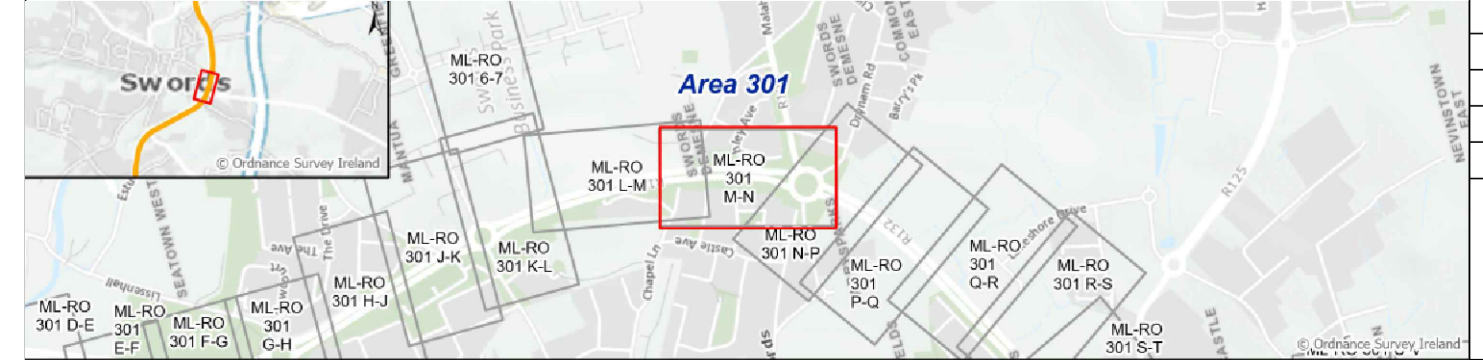 Swords
© Ordnance Survey Ireland
MANTUA
ML-RO
301 6-7
Swords
Business park
Area 301
SWORDS
DEMESNE
Drynam Rd
Barry's Pk
COMMON
EAST
NEVINSTOWN
EAST
R125
SWORDS
DEMESNE
ML-RO
301 L-M
ML-RO
301
M-N
ML-RO
301 N-P
R132
ML-RO
301
P-Q
ML-RO
301
Q-R
ML-RO
301 R-S
ML-RO
301 S-T
Castle Ave
Chapel Ln
ML-RO
301 K-L
ML-RO
301 J-K
ML-RO
301 H-J
The Drive
The Ave
SEATOWN WEST
Lissenhall
ML-RO
301 D-E
ML-RO
301
E-F
ML-RO
301 F-G
ML-RO
301
G-H
© Ordnance Survey Ireland